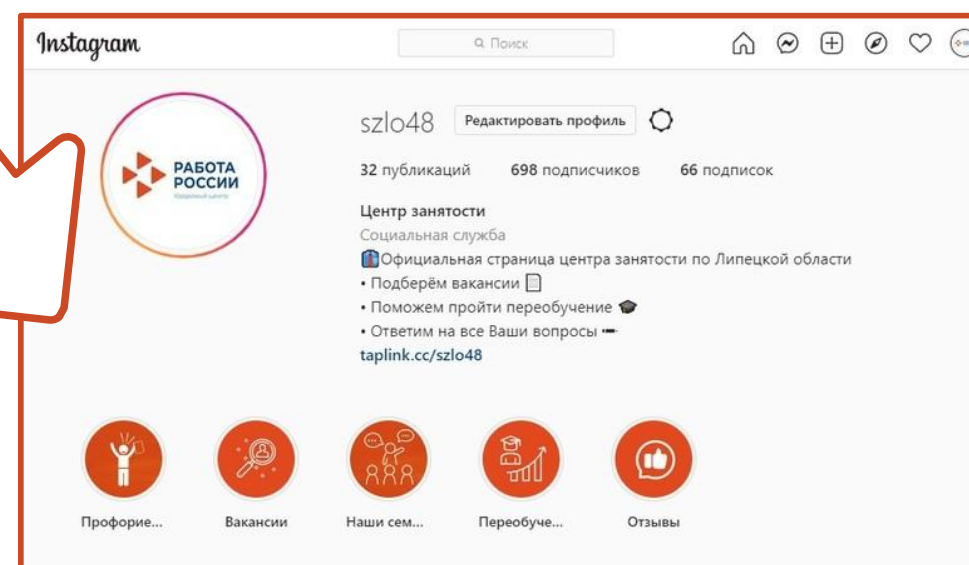 Instagram
Поиск
szlo48 Редактировать профиль
32 публикаций 698 подписчиков 66 подписок
РАБОТА
РОССИИ
Кадровый центр
Центр занятости
Социальная служба
Официальная страница центра занятости по Липецкой области
• Подберём вакансии
• Поможем пройти переобучение
• Ответим на все Ваши вопросы
taplink.cc/szlo48
Профорие... Вакансии Наши сем... Переобуче... Отзывы